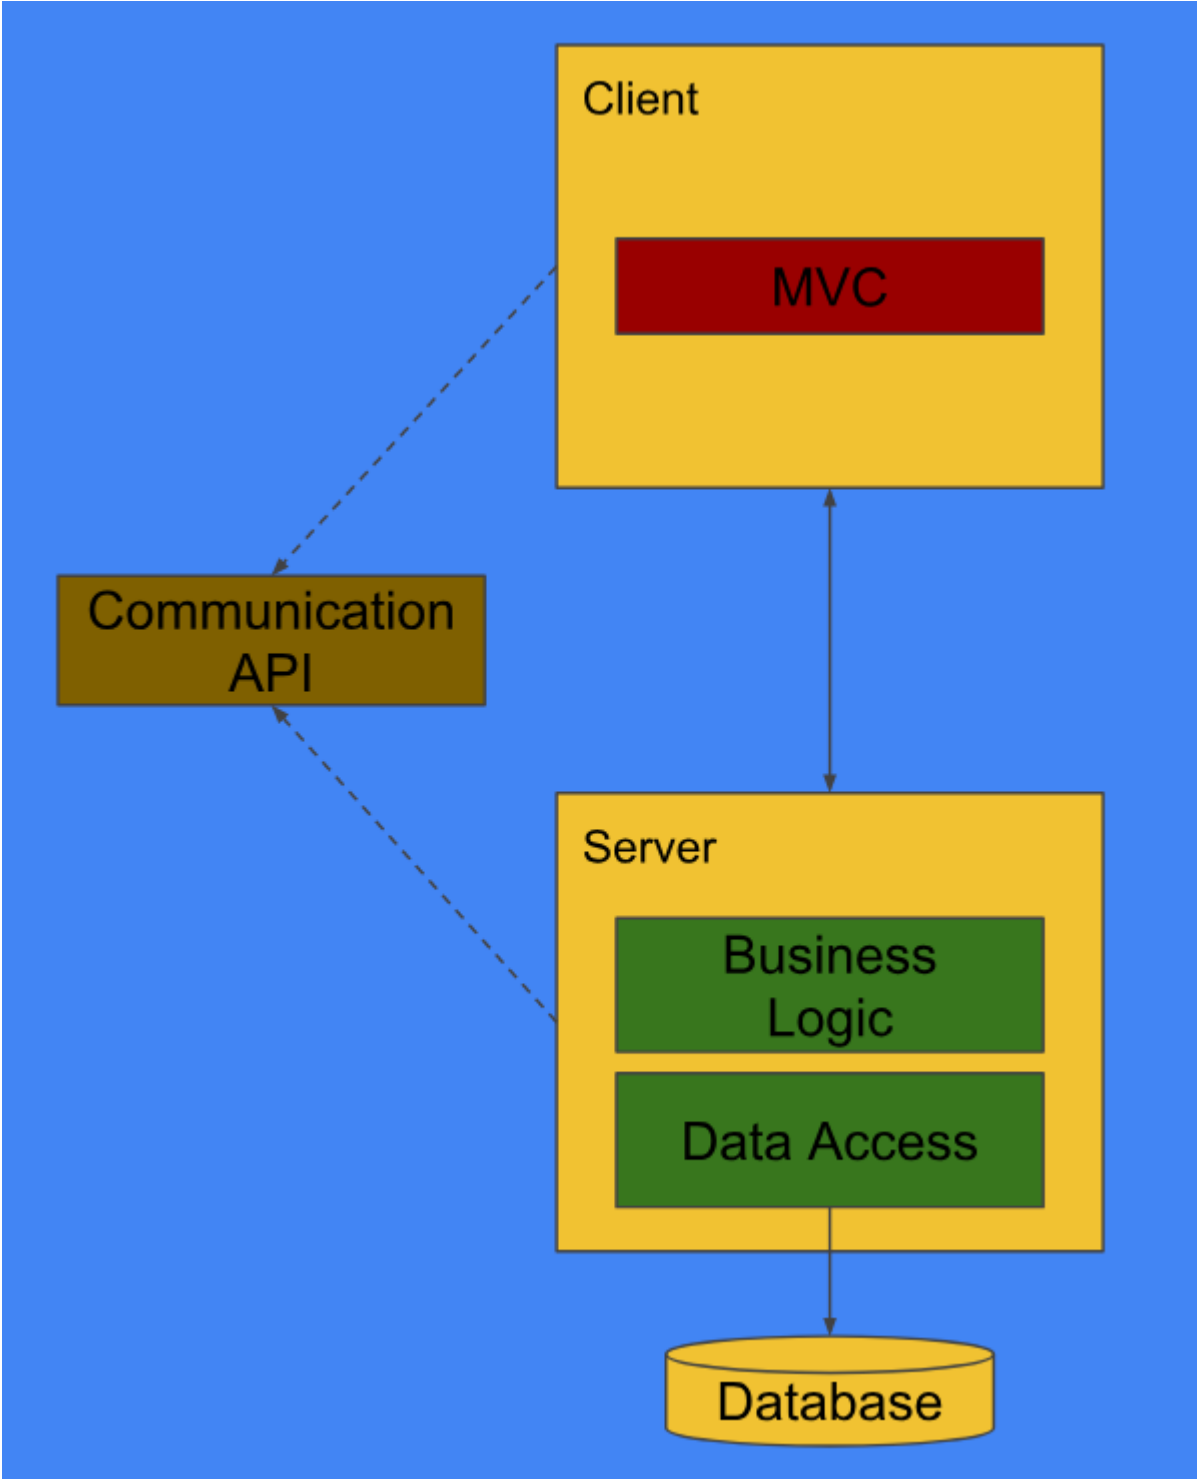 Client
MVC
Communication
API
Server
Business
Logic
Data Access
Database